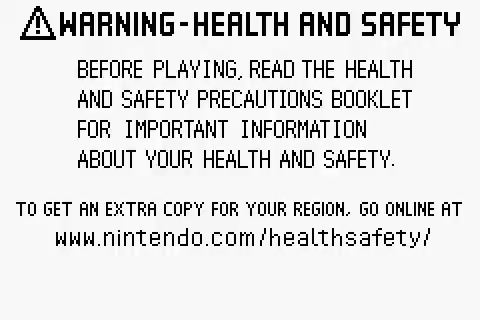 ⚠WARNING-HEALTH AND SAFETY
BEFORE PLAYING, READ THE HEALTH
AND SAFETY PRECAUTIONS BOOKLET
FOR IMPORTANT INFORMATION
ABOUT YOUR HEALTH AND SAFETY.
TO GET AN EXTRA COPY FOR YOUR REGION, GO ONLINE AT
www.nintendo.com/healthsafety/